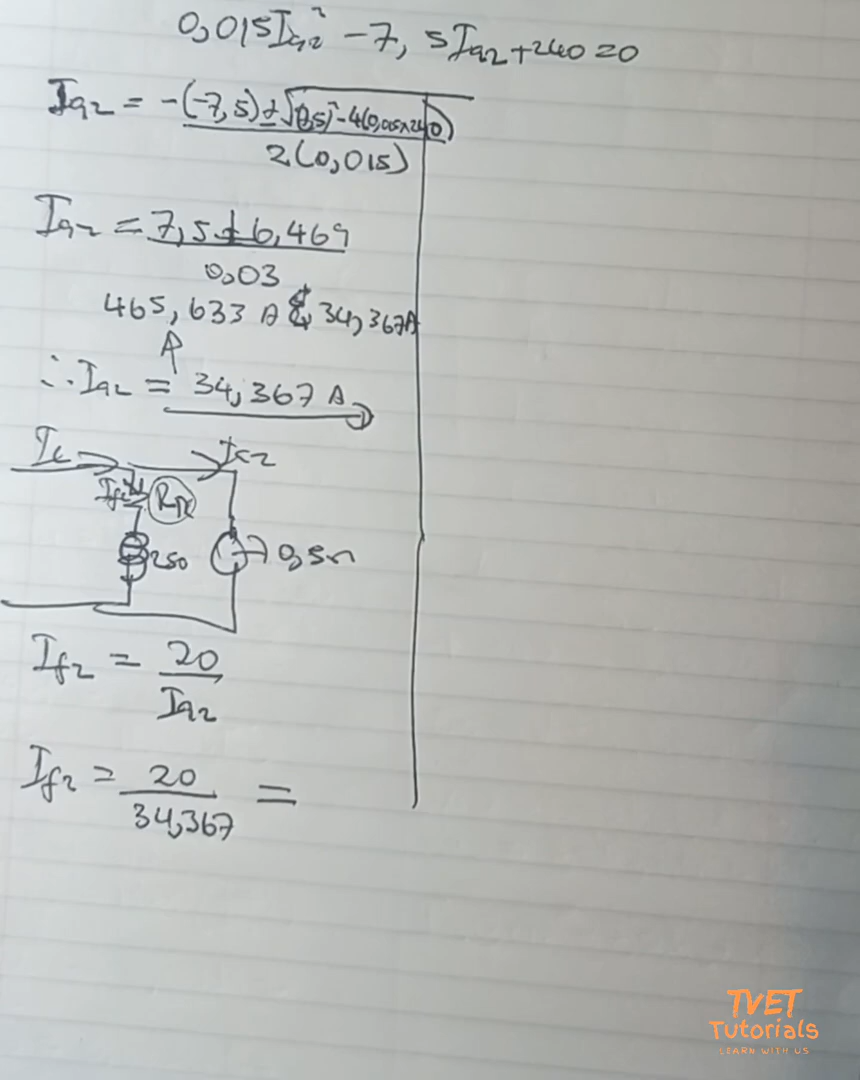 0,015Ia2² -7,5Ia2+240=0
Ia2 = -(-7,5)±√(7,5)²-4(0,015×240)
2(0,015)
Ia2 = 7,5±6,469
0,03
465,633 A & 34,367A
∴Ia2 = 34,367 A
IL
Ia2
If2
250
0,5Ω
If2 = 20
Ia2
If2 = 20 =
34,367
TVET
Tutorials
LEARN WITH US